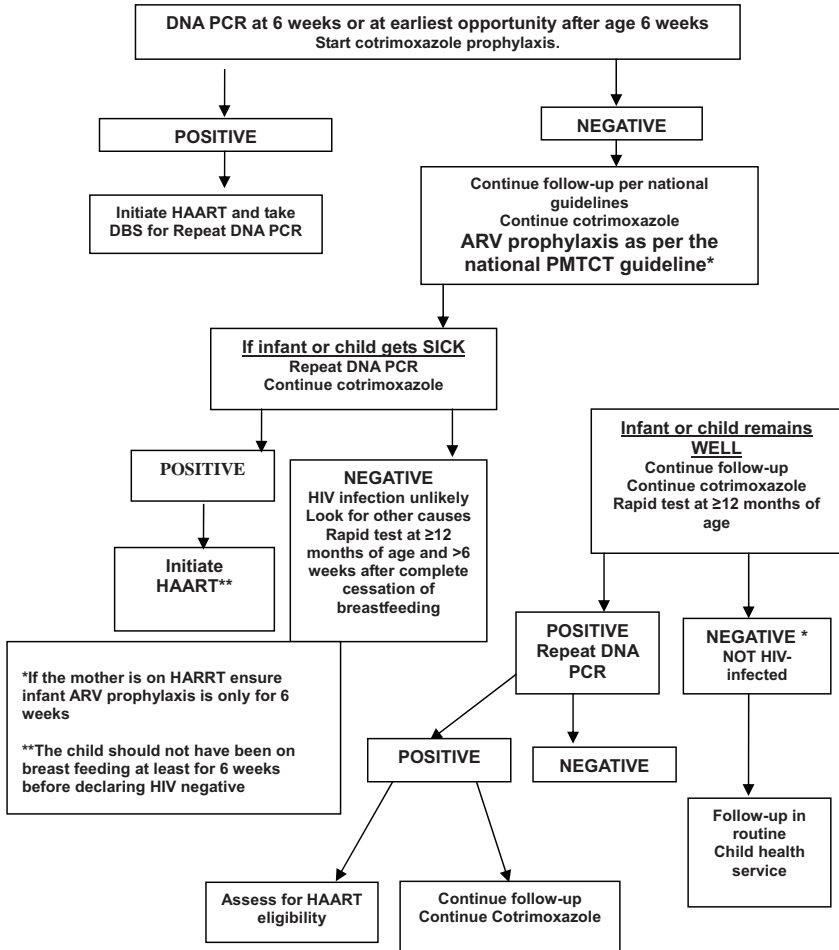 DNA PCR at 6 weeks or at earliest opportunity after age 6 weeks
Start cotrimoxazole prophylaxis.
POSITIVE
NEGATIVE
Initiate HAART and take
DBS for Repeat DNA PCR
Continue follow-up per national
guidelines
Continue cotrimoxazole
ARV prophylaxis as per the
national PMTCT guideline*
If infant or child gets SICK
Repeat DNA PCR
Continue cotrimoxazole
Infant or child remains
WELL
Continue follow-up
Continue cotrimoxazole
Rapid test at ≥12 months of
age
POSITIVE
NEGATIVE
HIV infection unlikely
Look for other causes
Rapid test at ≥12
months of age and >6
weeks after complete
cessation of
breastfeeding
Initiate
HAART**
POSITIVE
Repeat DNA
PCR
NEGATIVE *
NOT HIV-
infected
*If the mother is on HARRT ensure
infant ARV prophylaxis is only for 6
weeks
**The child should not have been on
breast feeding at least for 6 weeks
before declaring HIV negative
POSITIVE
NEGATIVE
Follow-up in
routine
Child health
service
Assess for HAART
eligibility
Continue follow-up
Continue Cotrimoxazole